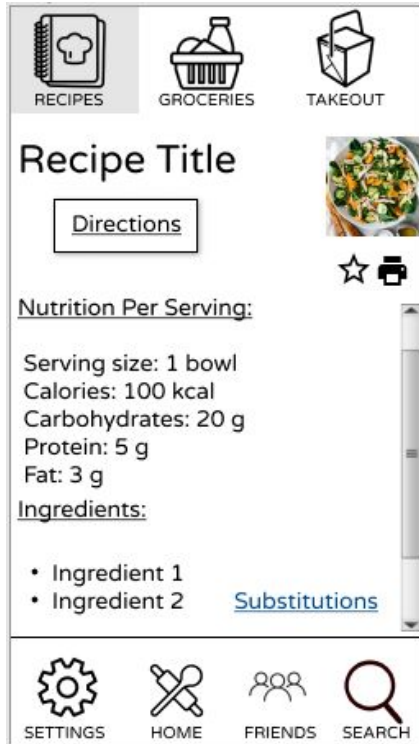 RECIPES GROCERIES TAKEOUT
Recipe Title
Directions
Nutrition Per Serving:
Serving size: 1 bowl
Calories: 100 kcal
Carbohydrates: 20 g
Protein: 5 g
Fat: 3 g
Ingredients:
• Ingredient 1
• Ingredient 2 Substitutions
SETTINGS HOME FRIENDS SEARCH